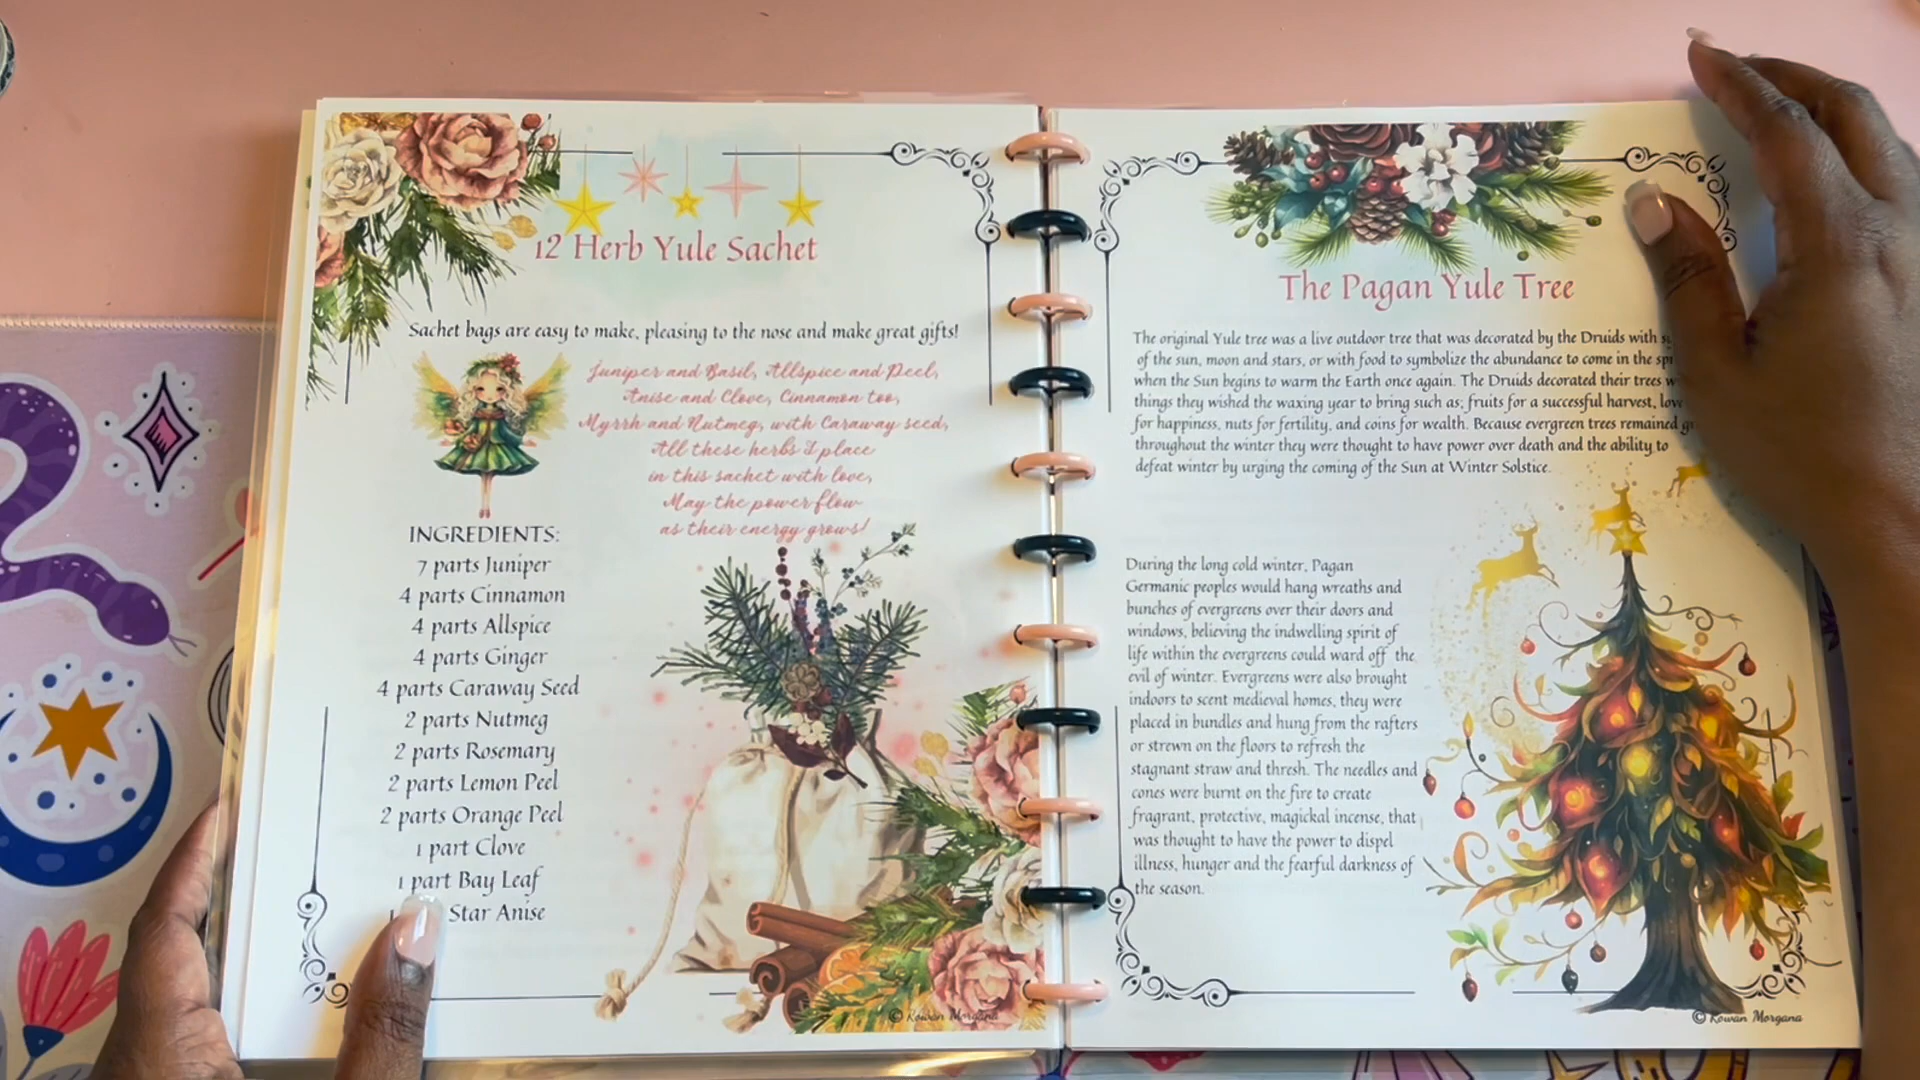 12 Herb Yule Sachet
Sachet bags are easy to make, pleasing to the nose and make great gifts!
Juniper and Basil, Allspice and Peel,
Anise and Clove, Cinnamon too,
Myrrh and Nutmeg, with Caraway seed,
All these herbs I place
in this sachet with love,
May the power flow
as their energy grows!
INGREDIENTS:
7 parts Juniper
4 parts Cinnamon
4 parts Allspice
4 parts Ginger
4 parts Caraway Seed
2 parts Nutmeg
2 parts Rosemary
2 parts Lemon Peel
2 parts Orange Peel
1 part Clove
1 part Bay Leaf
Star Anise
© Rowan Morgana
The Pagan Yule Tree
The original Yule tree was a live outdoor tree that was decorated by the Druids with
of the sun, moon and stars, or with food to symbolize the abundance to come in the
when the Sun begins to warm the Earth once again. The Druids decorated their trees
things they wished the waxing year to bring such as; fruits for a successful harvest, love
for happiness, nuts for fertility, and coins for wealth. Because evergreen trees remained
throughout the winter they were thought to have power over death and the ability to
defeat winter by urging the coming of the Sun at Winter Solstice.
During the long cold winter, Pagan
Germanic peoples would hang wreaths and
bunches of evergreens over their doors and
windows, believing the indwelling spirit of
life within the evergreens could ward off the
evil of winter. Evergreens were also brought
indoors to scent medieval homes, they were
placed in bundles and hung from the rafters
or strewn on the floors to refresh the
stagnant straw and thresh. The needles and
cones were burnt on the fire to create
fragrant, protective, magickal incense, that
was thought to have the power to dispel
illness, hunger and the fearful darkness of
the season.
© Rowan Morgana